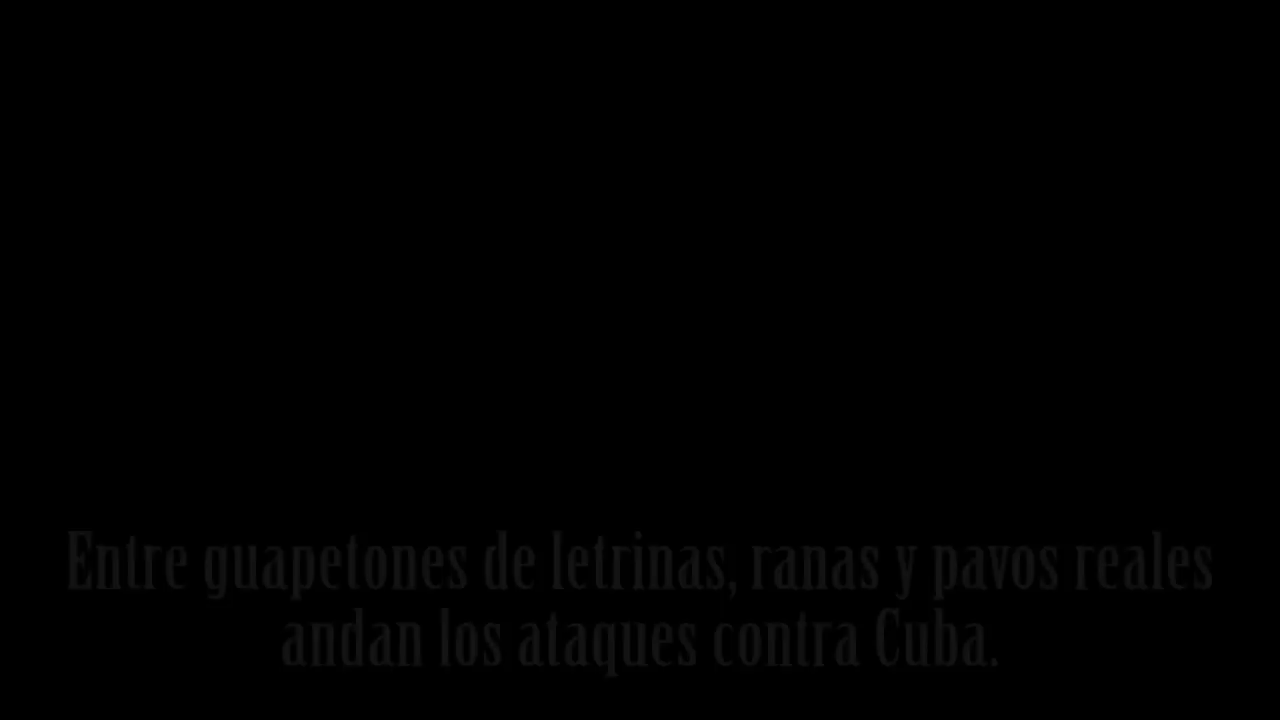 Entre guapetones de letrinas, ranas y pavos reales
andan los ataques contra Cuba.